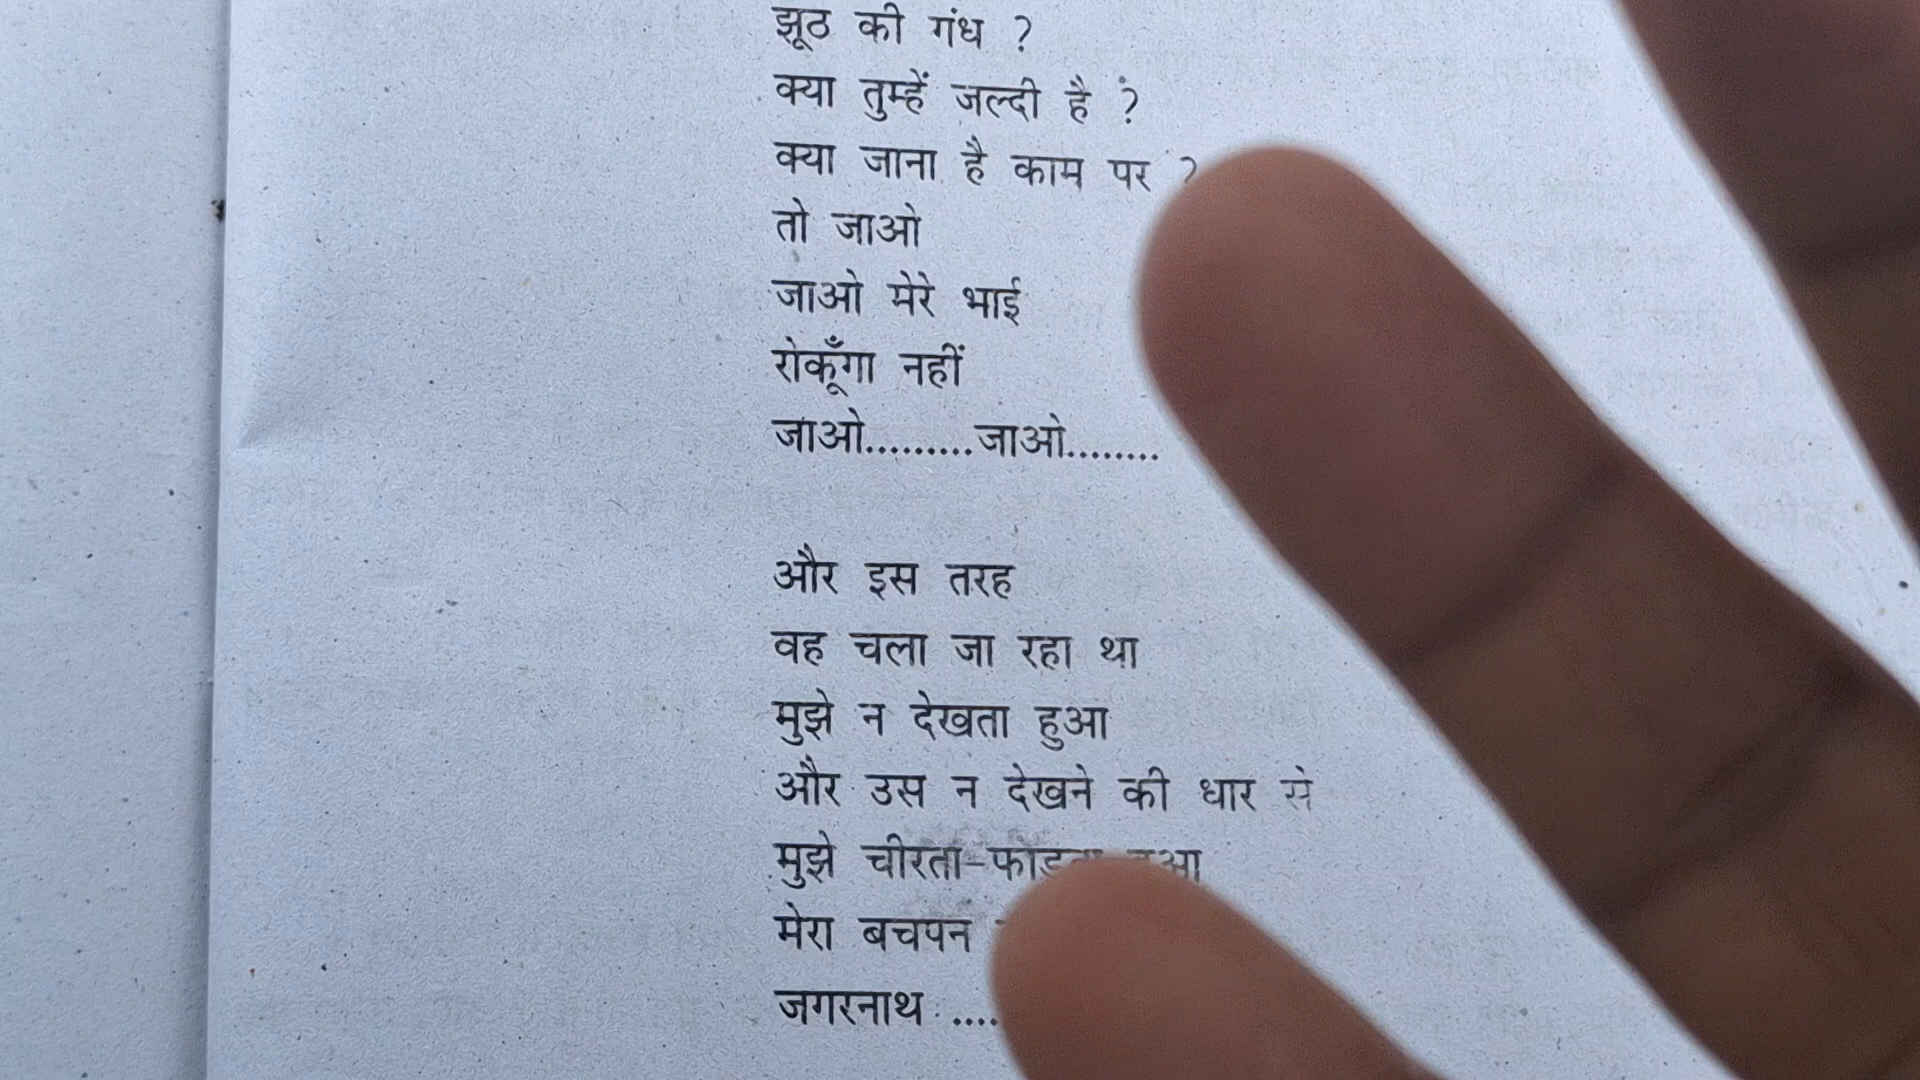 झूठ की गंध ?
क्या तुम्हें जल्दी है ?
क्या जाना है काम पर ?
तो जाओ
जाओ मेरे भाई
रोकूँगा नहीं
जाओ.........जाओ........
और इस तरह
वह चला जा रहा था
मुझे न देखता हुआ
और उस न देखने की धार से
मुझे चीरता-फाड़ता हुआ
मेरा बचपन
जगरनाथ ....